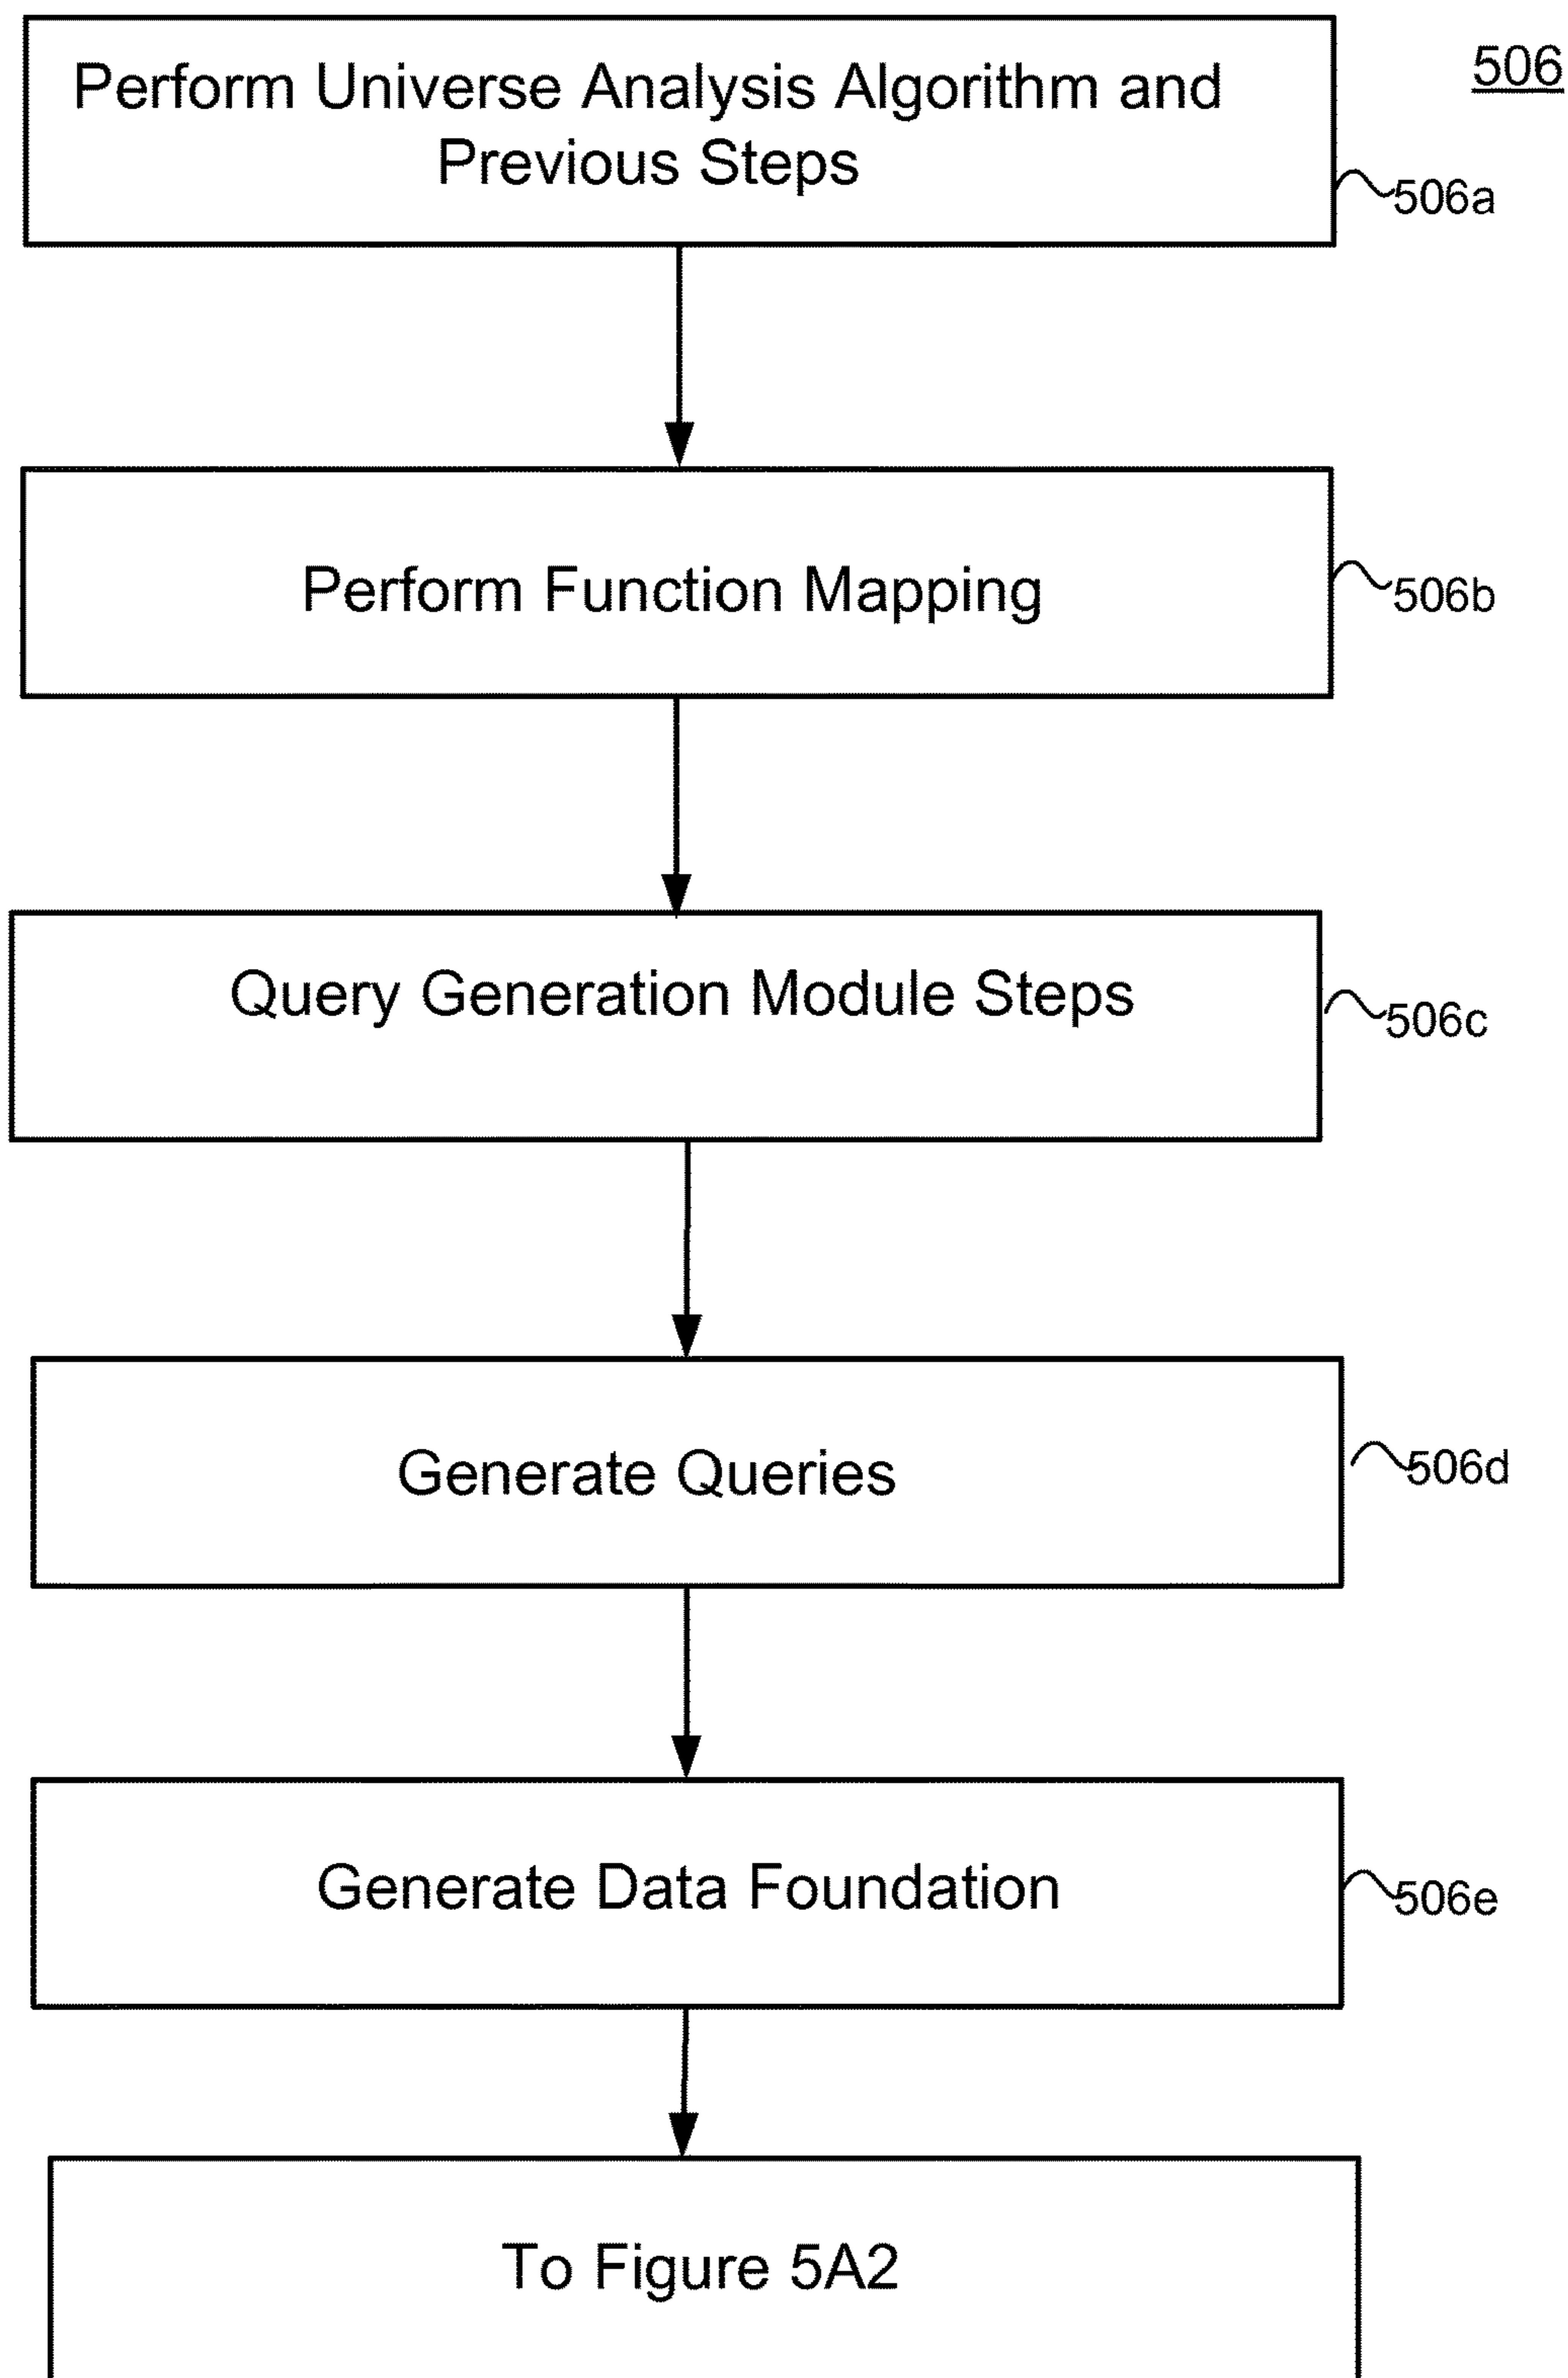 506
Perform Universe Analysis Algorithm and
Previous Steps
506a
Perform Function Mapping
506b
Query Generation Module Steps
506c
Generate Queries
506d
Generate Data Foundation
506e
To Figure 5A2